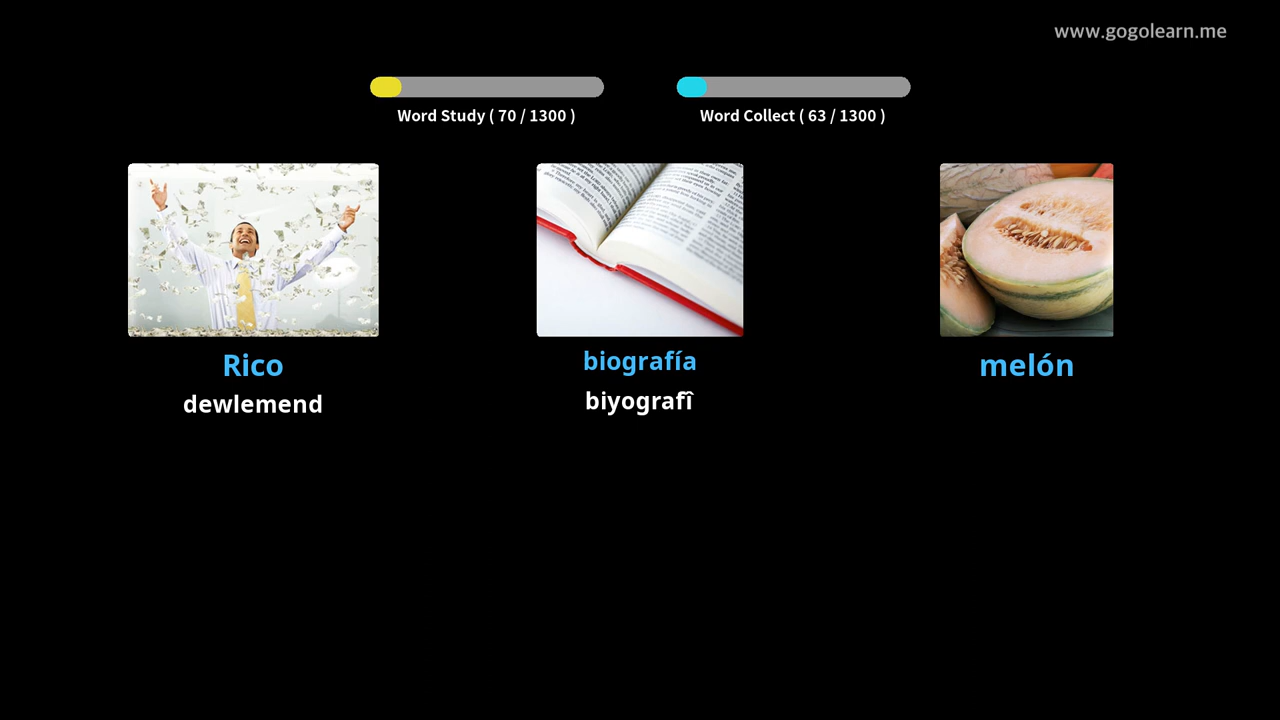 www.gogolearn.me
Word Study ( 70 / 1300 )
Word Collect ( 63 / 1300 )
Rico
dewlemend
biografía
biyografî
melón